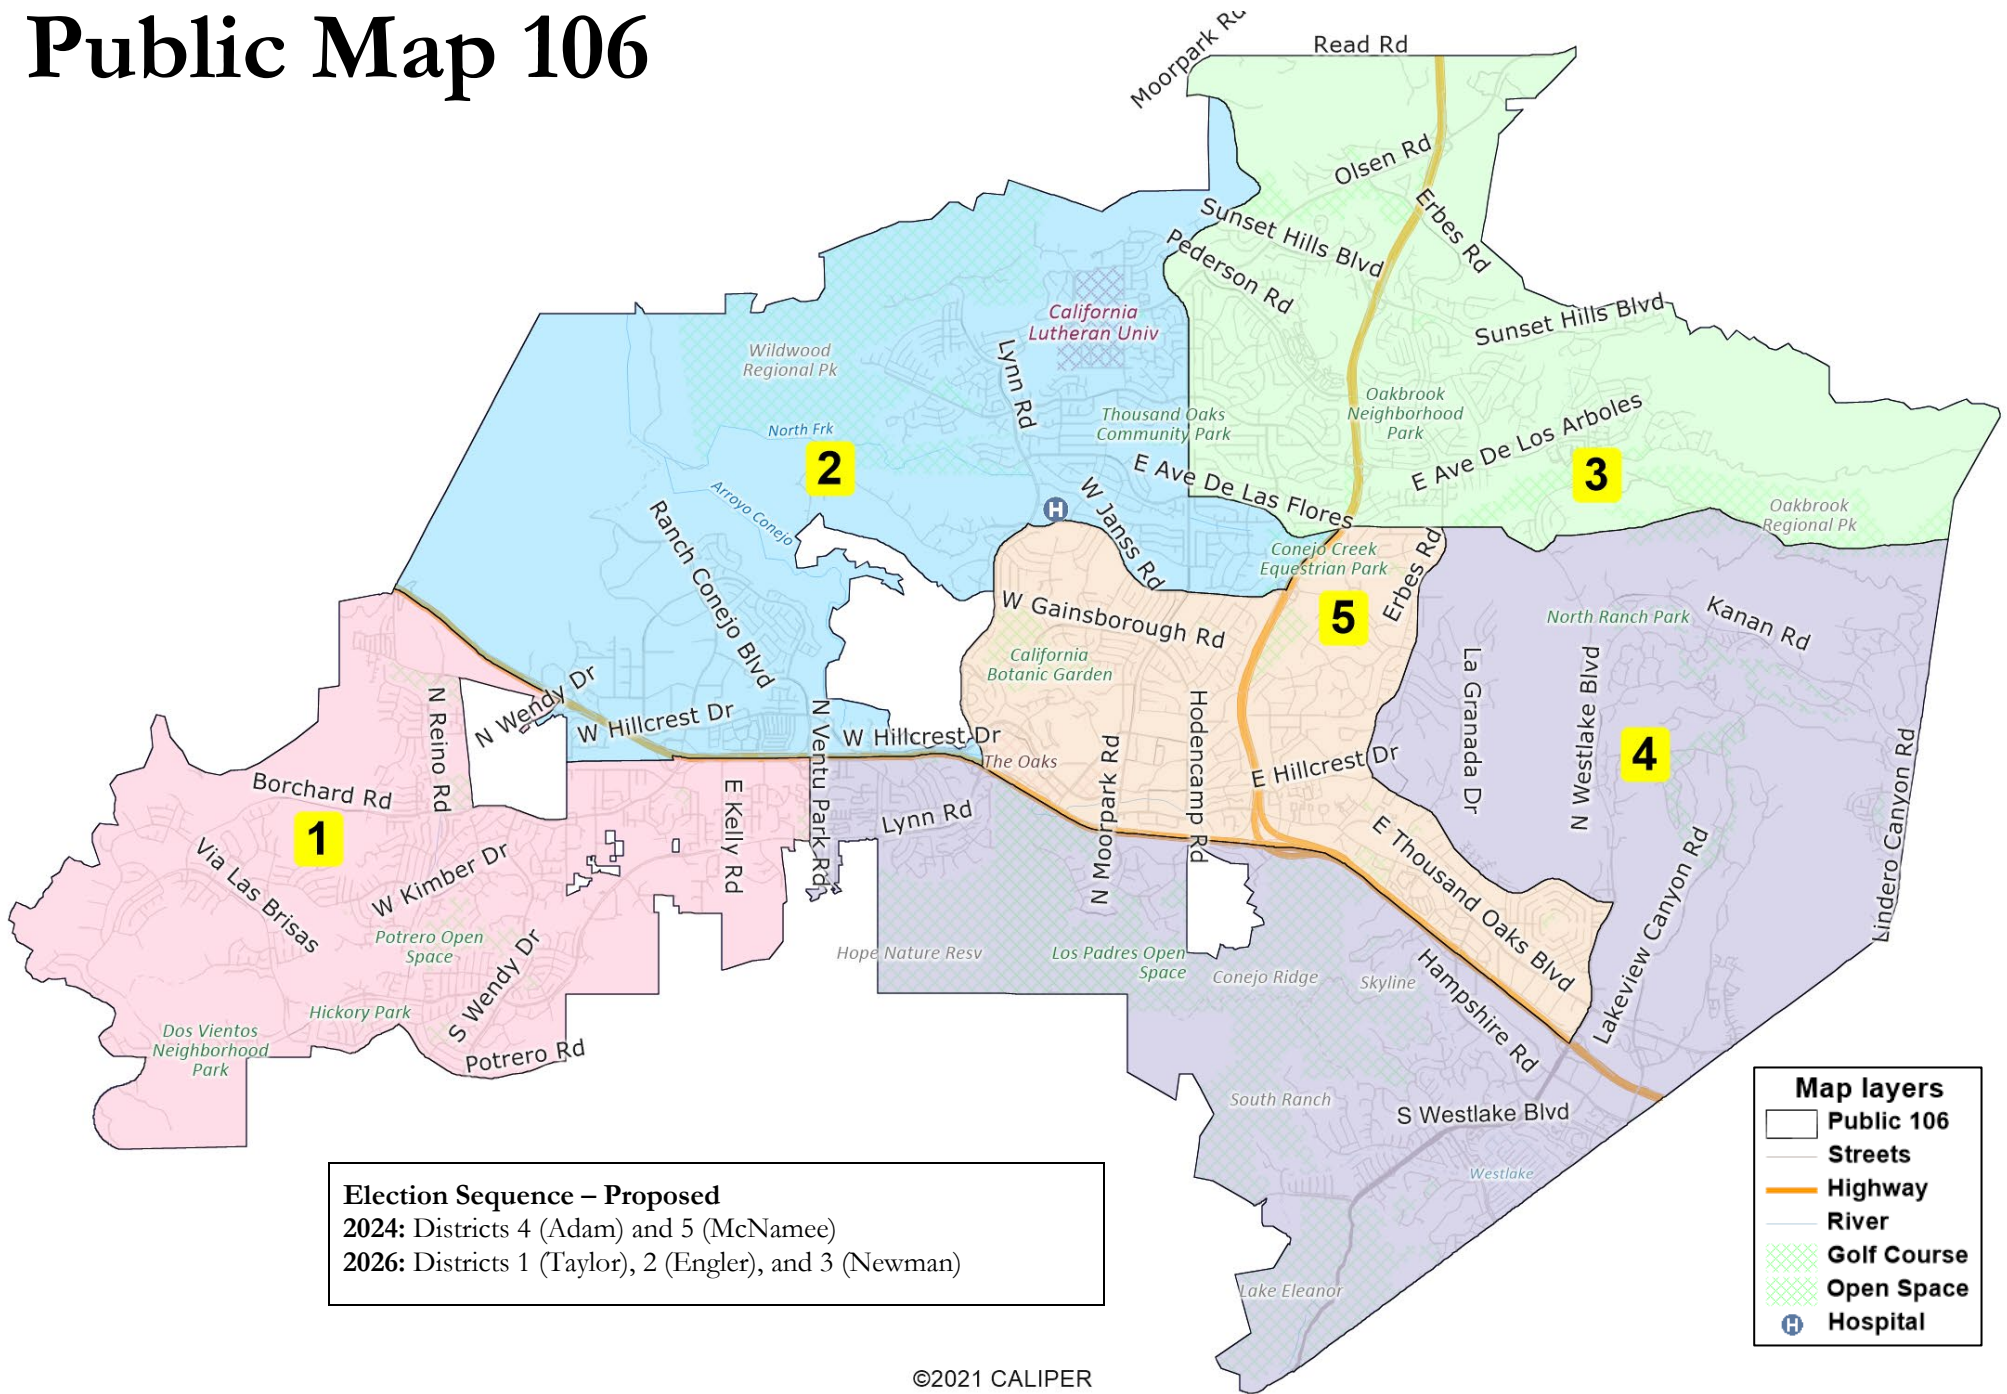 Public Map 106
Moorpark Rd
Read Rd
Olsen Rd
Erbes Rd
Sunset Hills Blvd
Pederson Rd
Sunset Hills Blvd
California
Lutheran Univ
Wildwood
Regional Pk
Lynn Rd
Oakbrook
Neighborhood
Park
Thousand Oaks
Community Park
E Ave De Los Arboles
North Frk
2
3
E Ave De Las Flores
Arroyo Conejo
H
W Janss Rd
Oakbrook
Regional Pk
Ranch Conejo Blvd
Conejo Creek
Equestrian Park
Erbes Rd
W Gainsborough Rd
5
North Ranch Park
Kanan Rd
California
Botanic Garden
La Granada Dr
N Westlake Blvd
N Reino Rd
N Wendy Dr
W Hillcrest Dr
N Ventu Park Rd
W Hillcrest Dr
The Oaks
Hodencamp Rd
N Moorpark Rd
E Hillcrest Dr
4
Lindero Canyon Rd
Borchard Rd
E Kelly Rd
Lynn Rd
1
Via Las Brisas
W Kimber Dr
E Thousand Oaks Blvd
Lakeview Canyon Rd
Potrero Open
Space
S Wendy Dr
Hope Nature Resv
Los Padres Open
Space
Conejo Ridge
Skyline
Hampshire Rd
Hickory Park
Dos Vientos
Neighborhood
Park
Potrero Rd
South Ranch
S Westlake Blvd
Westlake
Lake Eleanor
Map layers
Public 106
Streets
Highway
River
Golf Course
Open Space
H Hospital
Election Sequence – Proposed
2024: Districts 4 (Adam) and 5 (McNamee)
2026: Districts 1 (Taylor), 2 (Engler), and 3 (Newman)
©2021 CALIPER